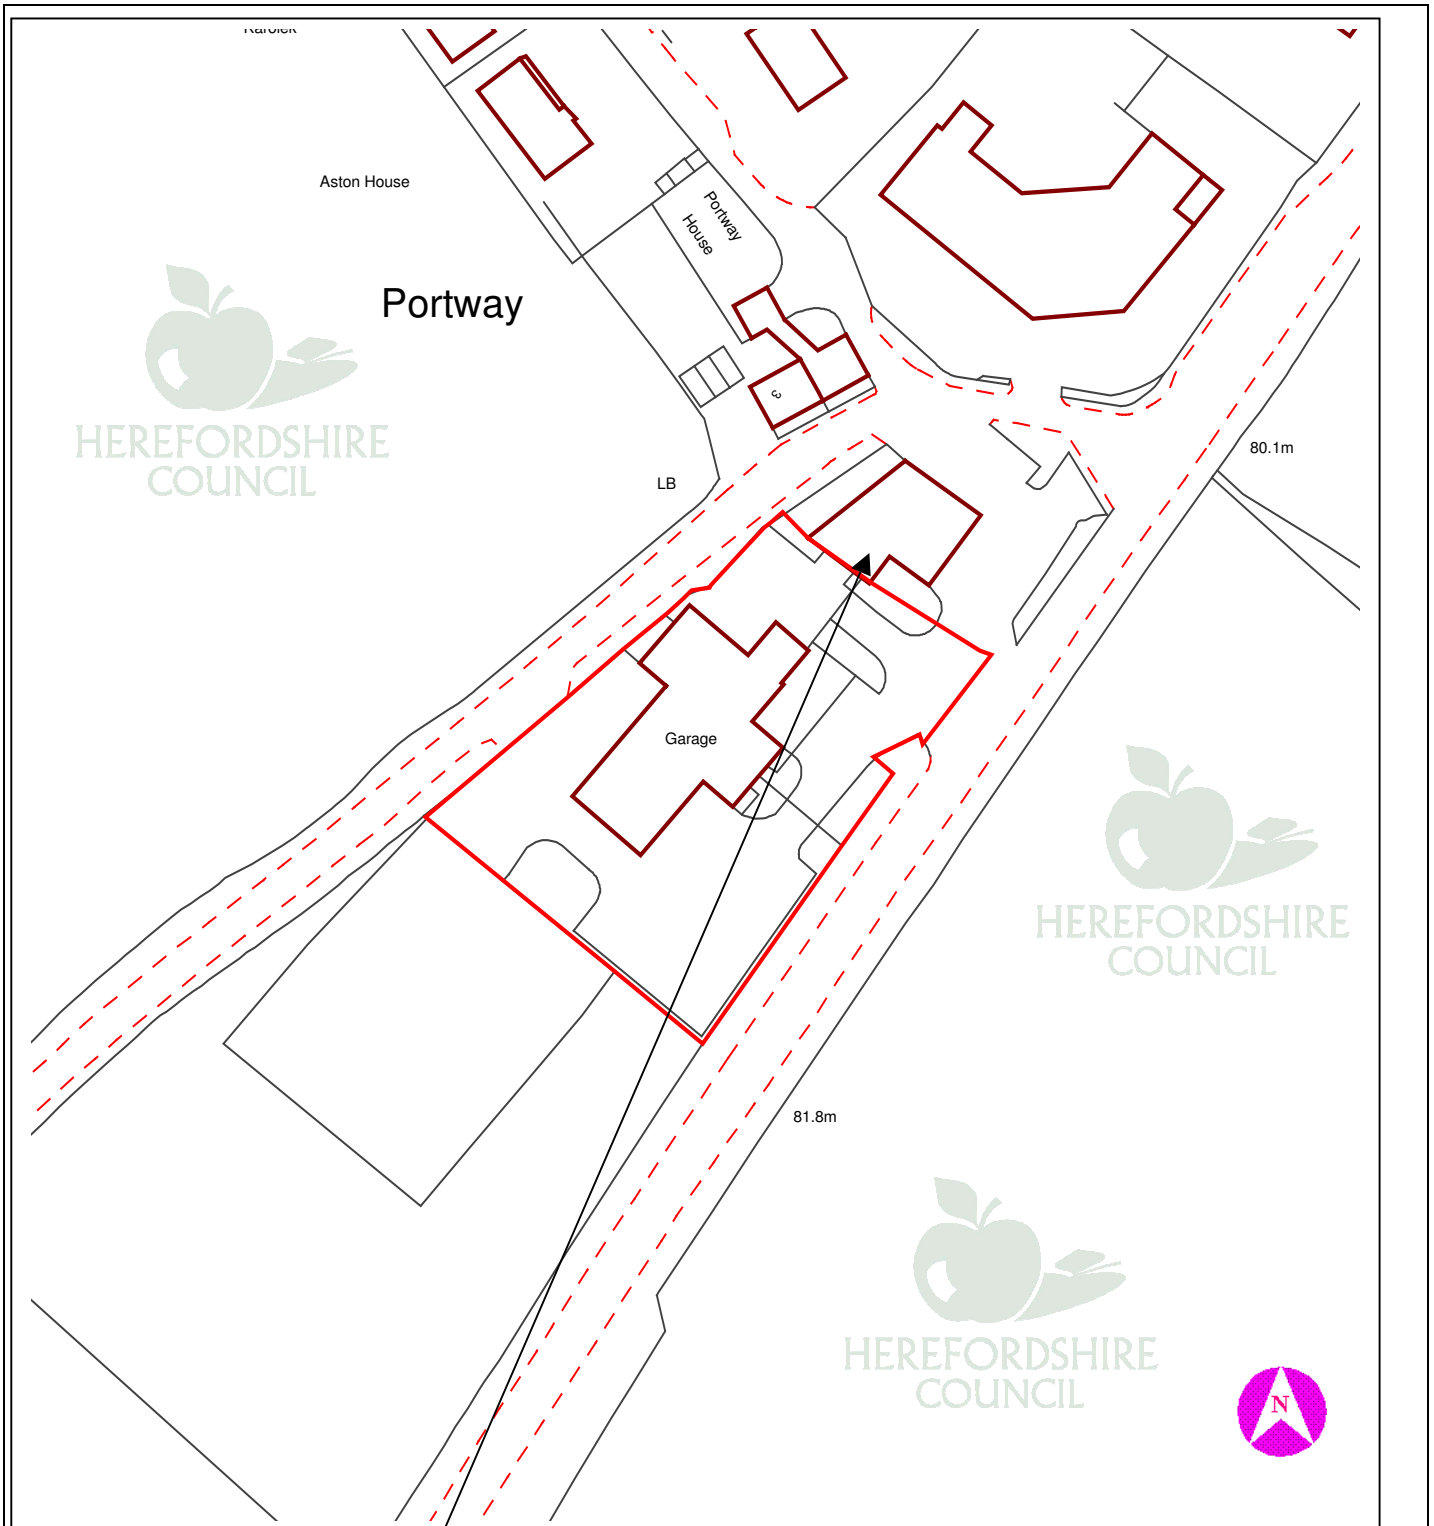 Aston House
Portway
House
Portway
HEREFORDSHIRE
COUNCIL
3
LB
80.1m
Garage
HEREFORDSHIRE
COUNCIL
81.8m
HEREFORDSHIRE
COUNCIL
N